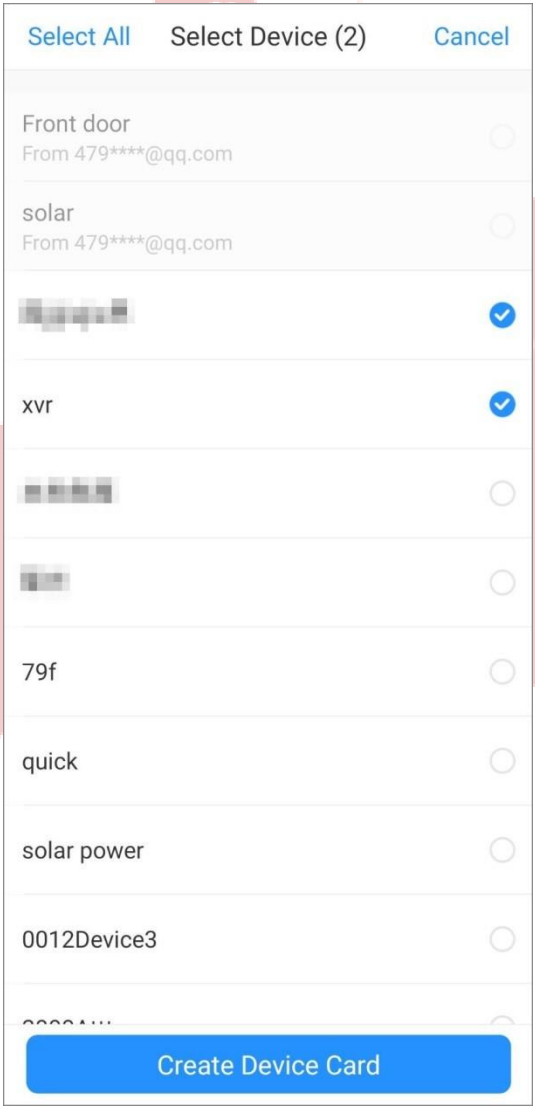 Select All Select Device (2) Cancel
Front door
From 479****@qq.com
solar
From 479****@qq.com
xvr
79f
quick
solar power
0012Device3
Create Device Card